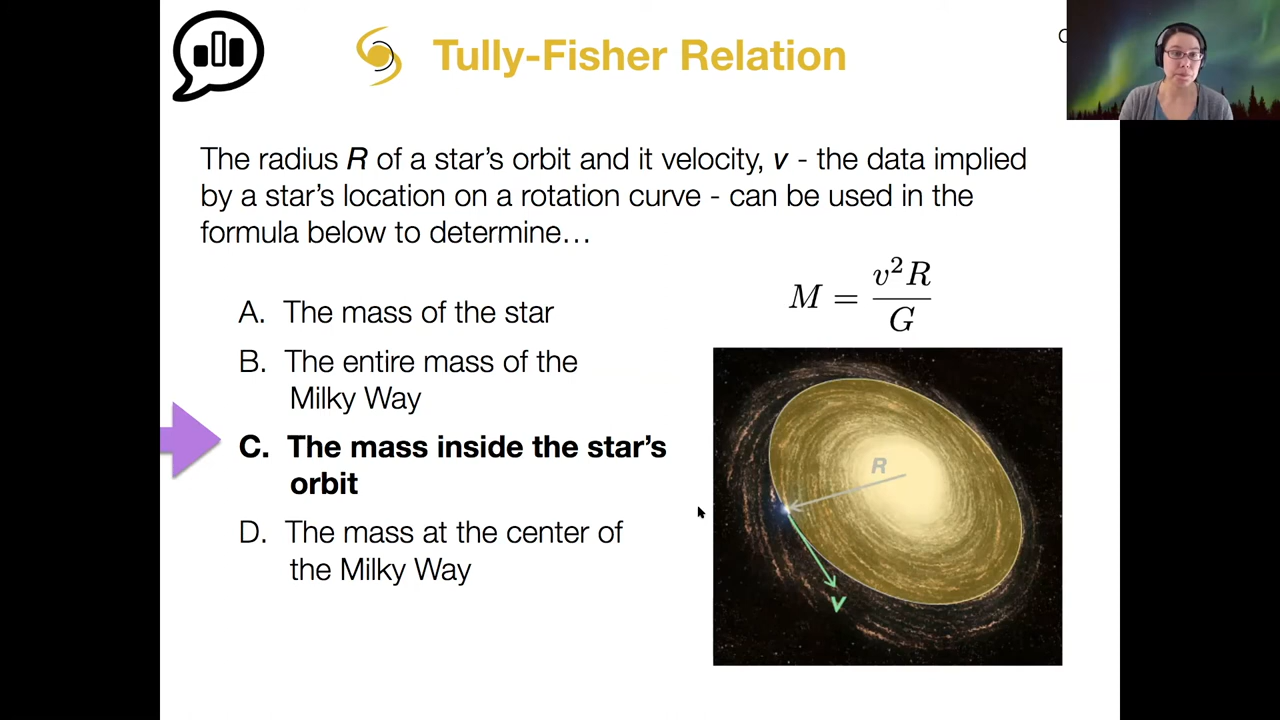 Tully-Fisher Relation
The radius R of a star's orbit and it velocity, v - the data implied
by a star's location on a rotation curve - can be used in the
formula below to determine…
M = v²R / G
A. The mass of the star
B. The entire mass of the
Milky Way
C. The mass inside the star's
orbit
D. The mass at the center of
the Milky Way
R
v